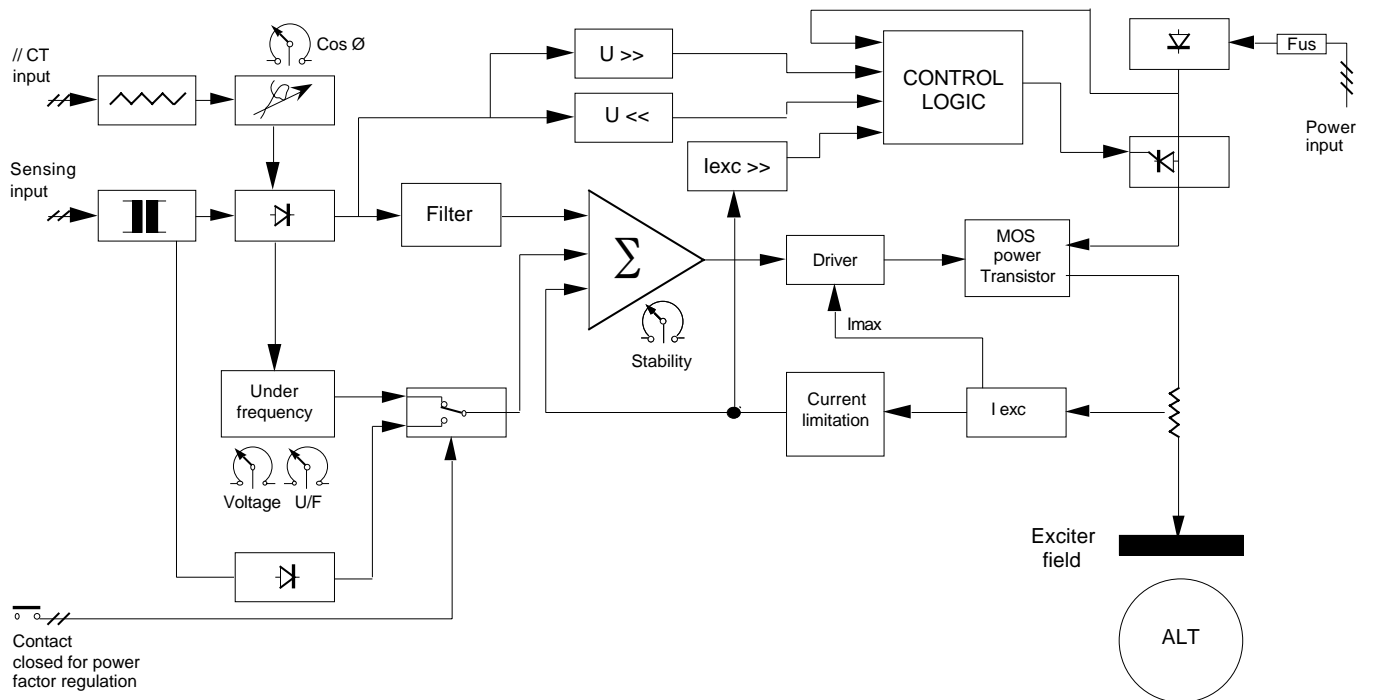 Cos Ø
// CT
input
U >>
U <<
CONTROL
LOGIC
Fus
Power
input
Iexc >>
Sensing
input
Filter
Σ
Stability
Driver
MOS
power
Transistor
Imax
Under
frequency
Voltage
U/F
Current
limitation
I exc
Exciter
field
ALT
Contact
closed for power
factor regulation